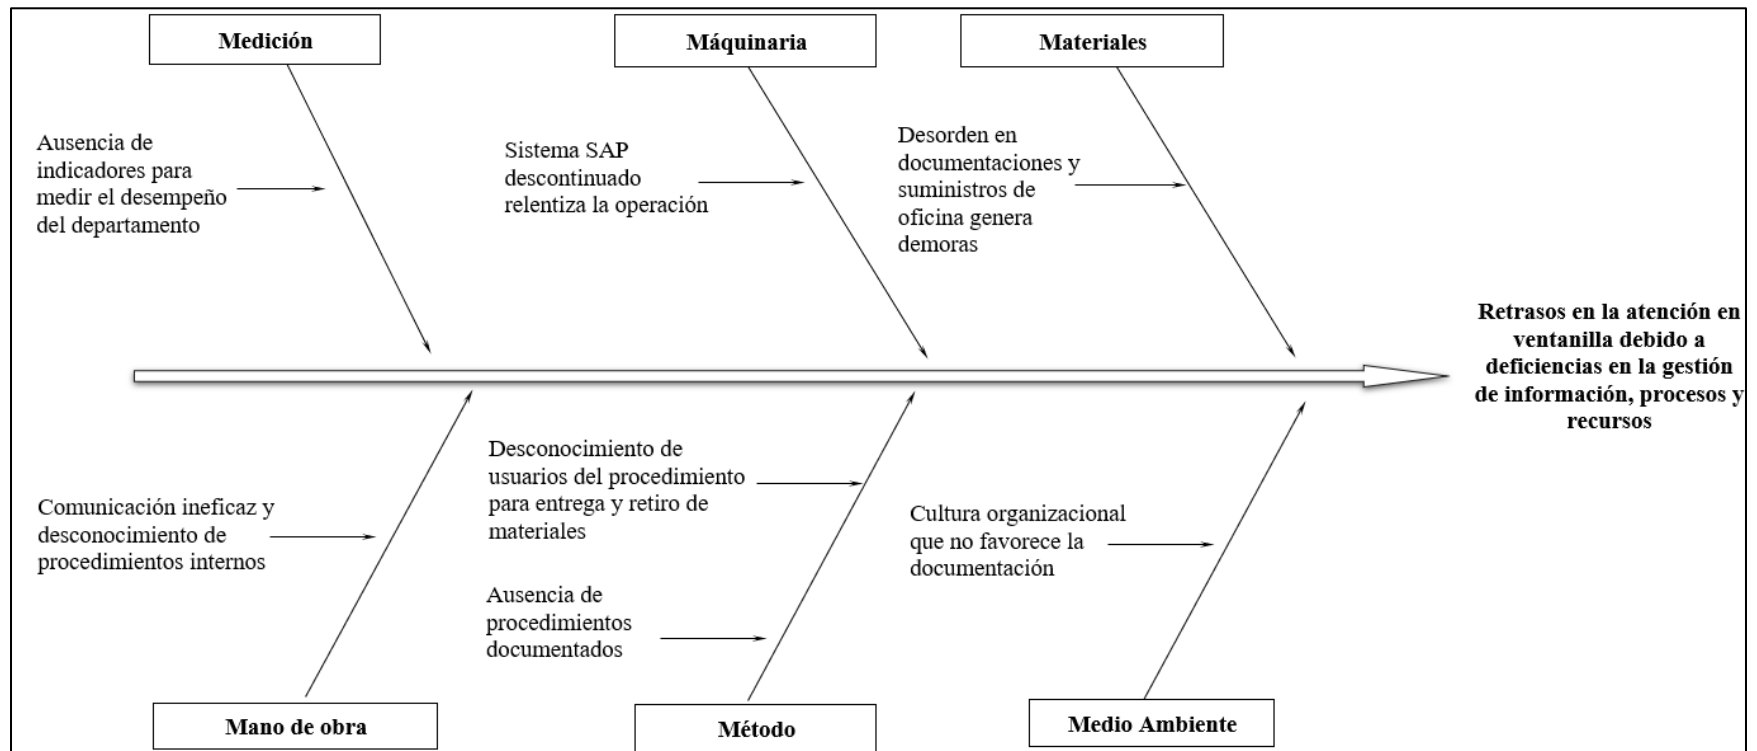 Medición
Máquinaria
Materiales
Ausencia de
indicadores para
medir el desempeño
del departamento
Sistema SAP
descontinuado
relentiza la operación
Desorden en
documentaciones y
suministros de
oficina genera
demoras
Retrasos en la atención en
ventanilla debido a
deficiencias en la gestión
de información, procesos y
recursos
Comunicación ineficaz y
desconocimiento de
procedimientos internos
Desconocimiento de
usuarios del procedimiento
para entrega y retiro de
materiales
Ausencia de
procedimientos
documentados
Cultura organizacional
que no favorece la
documentación
Mano de obra
Método
Medio Ambiente